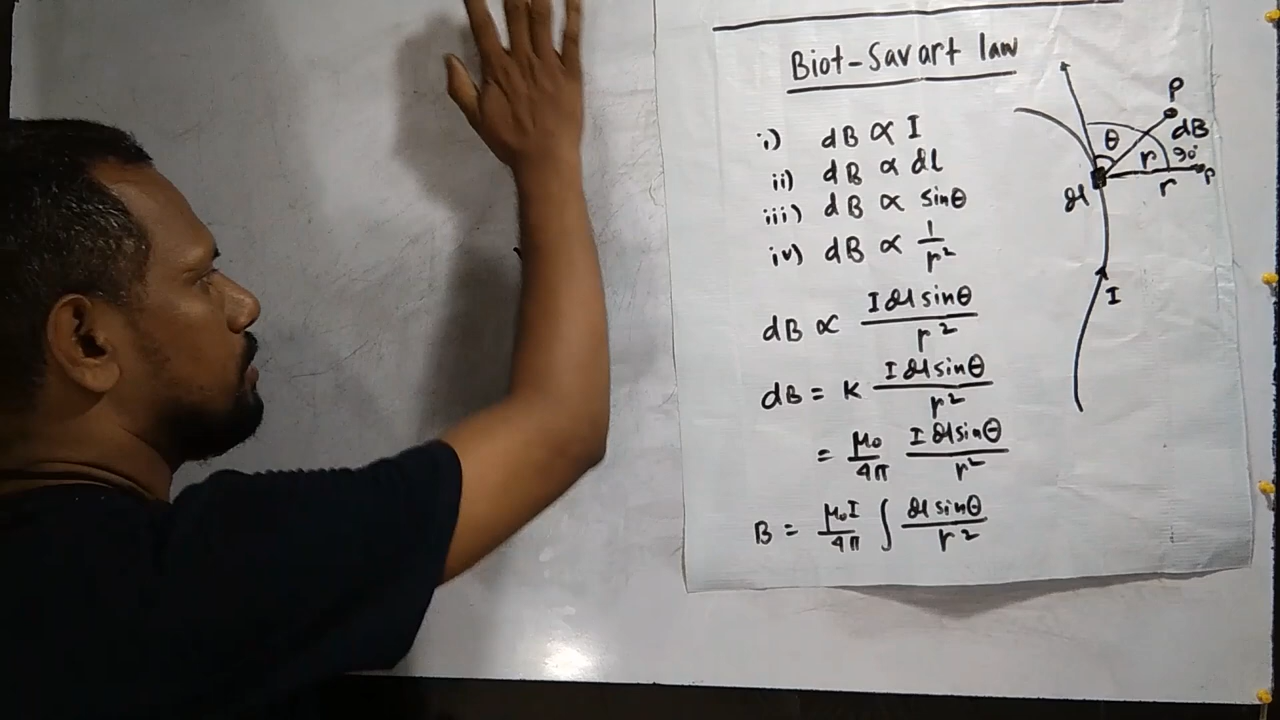 Biot-Savart law
i) dB ∝ I
ii) dB ∝ dl
iii) dB ∝ sinθ
iv) dB ∝ 1/r²
dB ∝ I dl sinθ / r²
dB = K I dl sinθ / r²
= μ₀/4π I dl sinθ / r²
B = μ₀I/4π ∫ dl sinθ / r²
P
dB
θ
r
90°
P
r
dl
I